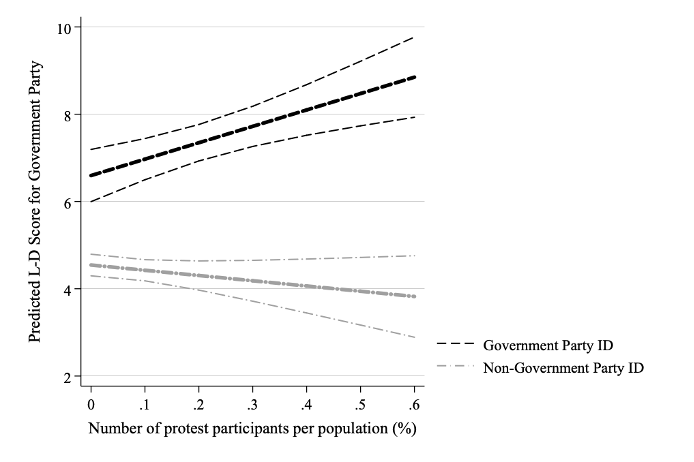 Predicted L-D Score for Government Party
10
8
6
4
2
0 .1 .2 .3 .4 .5 .6
Number of protest participants per population (%)
Government Party ID
Non-Government Party ID